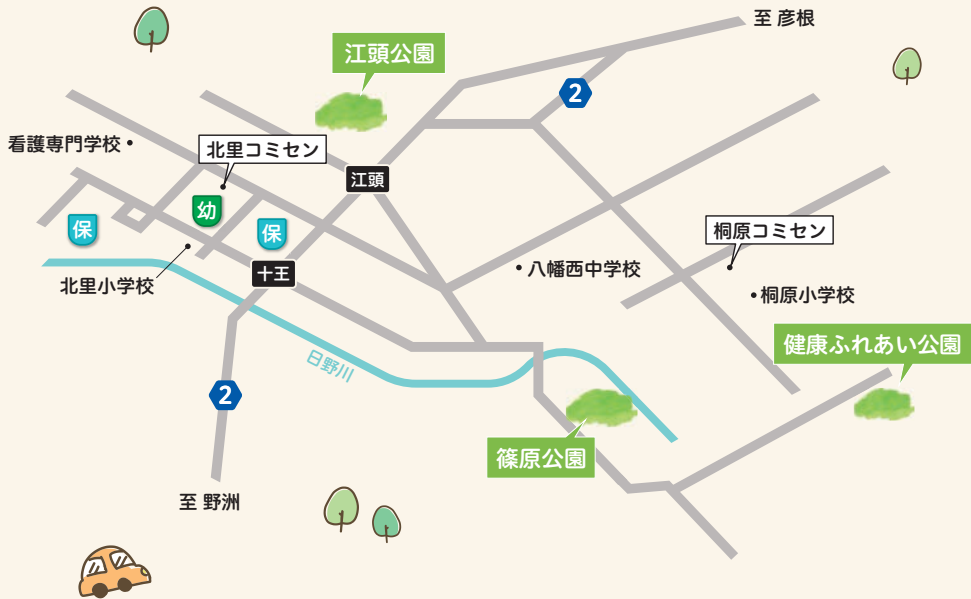 至 彦根
江頭公園
2
看護専門学校
北里コミセン
江頭
幼
保
保
桐原コミセン
八幡西中学校
十王
北里小学校
桐原小学校
健康ふれあい公園
日野川
2
篠原公園
至 野洲